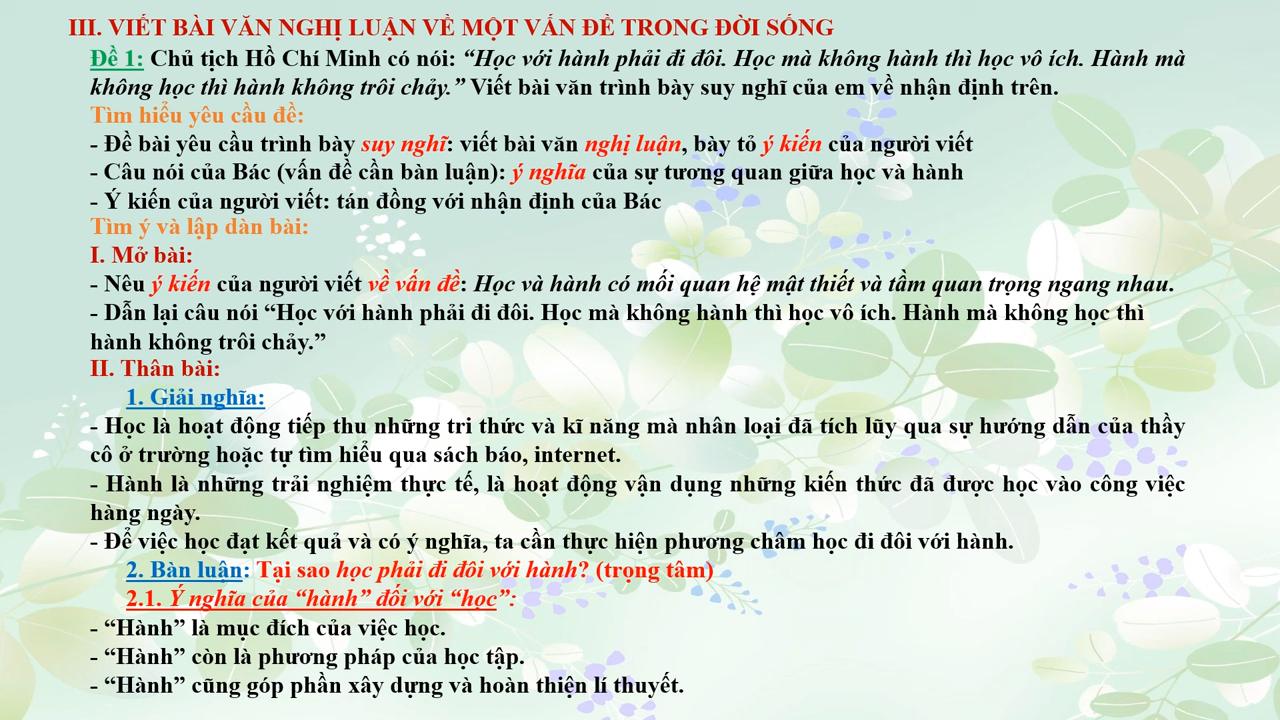 III. VIẾT BÀI VĂN NGHỊ LUẬN VỀ MỘT VẤN ĐỀ TRONG ĐỜI SỐNG
Đề 1: Chủ tịch Hồ Chí Minh có nói: “Học với hành phải đi đôi. Học mà không hành thì học vô ích. Hành mà
không học thì hành không trôi chảy.” Viết bài văn trình bày suy nghĩ của em về nhận định trên.
Tìm hiểu yêu cầu đề:
- Đề bài yêu cầu trình bày suy nghĩ: viết bài văn nghị luận, bày tỏ ý kiến của người viết
- Câu nói của Bác (vấn đề cần bàn luận): ý nghĩa của sự tương quan giữa học và hành
- Ý kiến của người viết: tán đồng với nhận định của Bác
Tìm ý và lập dàn bài:
I. Mở bài:
- Nêu ý kiến của người viết về vấn đề: Học và hành có mối quan hệ mật thiết và tầm quan trọng ngang nhau.
- Dẫn lại câu nói “Học với hành phải đi đôi. Học mà không hành thì học vô ích. Hành mà không học thì
hành không trôi chảy.”
II. Thân bài:
1. Giải nghĩa:
- Học là hoạt động tiếp thu những tri thức và kĩ năng mà nhân loại đã tích lũy qua sự hướng dẫn của thầy
cô ở trường hoặc tự tìm hiểu qua sách báo, internet.
- Hành là những trải nghiệm thực tế, là hoạt động vận dụng những kiến thức đã được học vào công việc
hàng ngày.
- Để việc học đạt kết quả và có ý nghĩa, ta cần thực hiện phương châm học đi đôi với hành.
2. Bàn luận: Tại sao học phải đi đôi với hành? (trọng tâm)
2.1. Ý nghĩa của “hành” đối với “học”:
- “Hành” là mục đích của việc học.
- “Hành” còn là phương pháp của học tập.
- “Hành” cũng góp phần xây dựng và hoàn thiện lí thuyết.